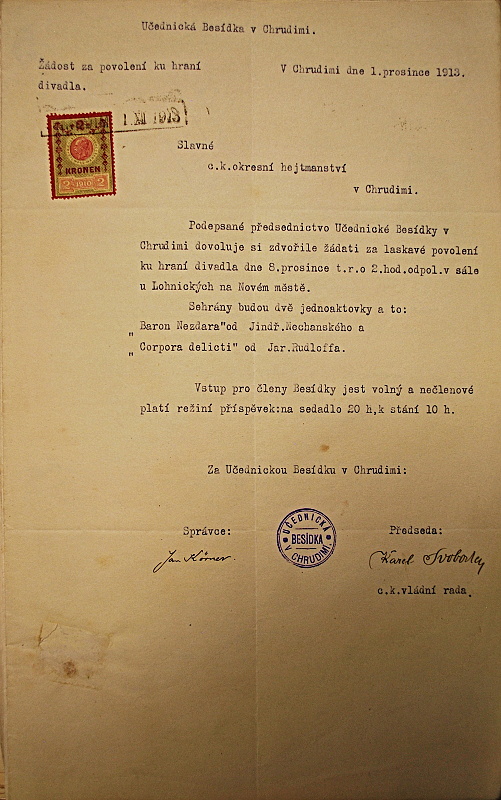 Učednická Besídka v Chrudimi.
Žádost za povolení ku hraní
divadla.
V Chrudimi dne 1.prosince 1913.
1 IX 1913
2
KRONEN
2 1910 2
Slavné
c.k.okresní hejtmanství
v Chrudimi.
Podepsané předsednictvo Učednické Besídky v
Chrudimi dovoluje si zdvořile žádati za laskavé povolení
ku hraní divadla dne 8.prosince t.r.o 2.hod.odpol.v sále
u Lohnických na Novém městě.
Sehrány budou dvě jednoaktovky a to:
„Baron Nezdara"od Jindř.Nechanského a
„Corpora delicti" od Jar.Rudloffa.
Vstup pro členy Besídky jest volný a nečlenové
platí režiní příspěvek:na sedadlo 20 h,k stání 10 h.
Za Učednickou Besídku v Chrudimi:
Správce:
Jan Körner.
UČEDNICKÁ
BESÍDKA
V CHRUDIMI.
Předseda:
Karel Svoboda,
c.k.vládní rada.